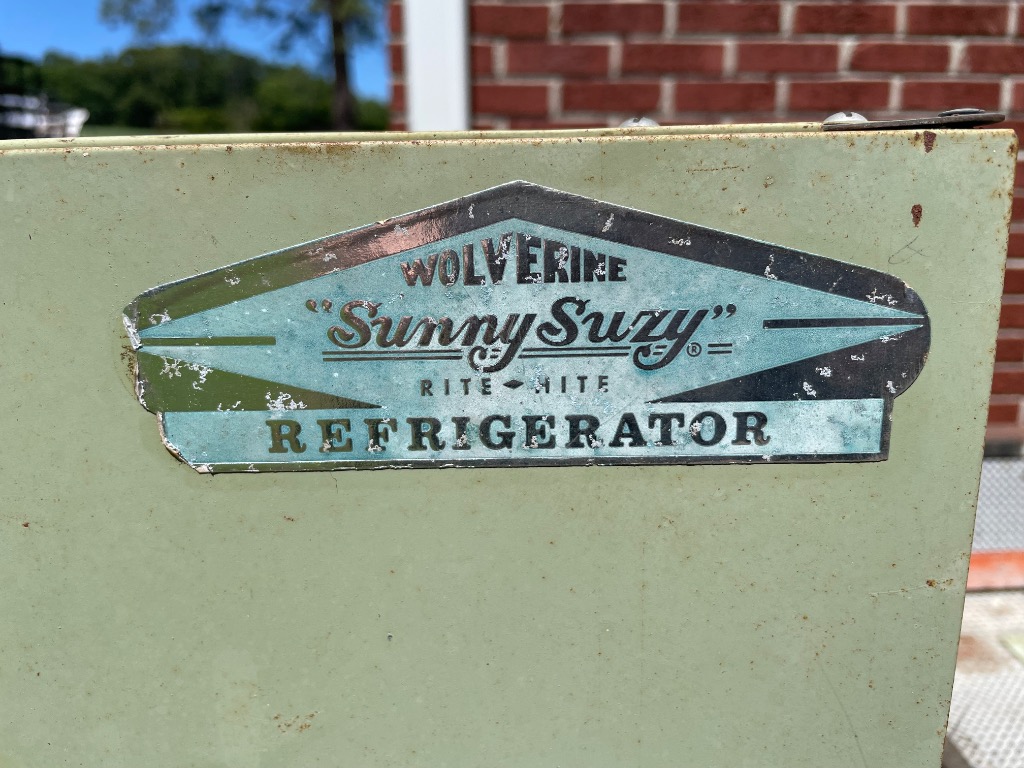 WOLVERINE
"Sunny Suzy" ®
RITE-HITE
REFRIGERATOR